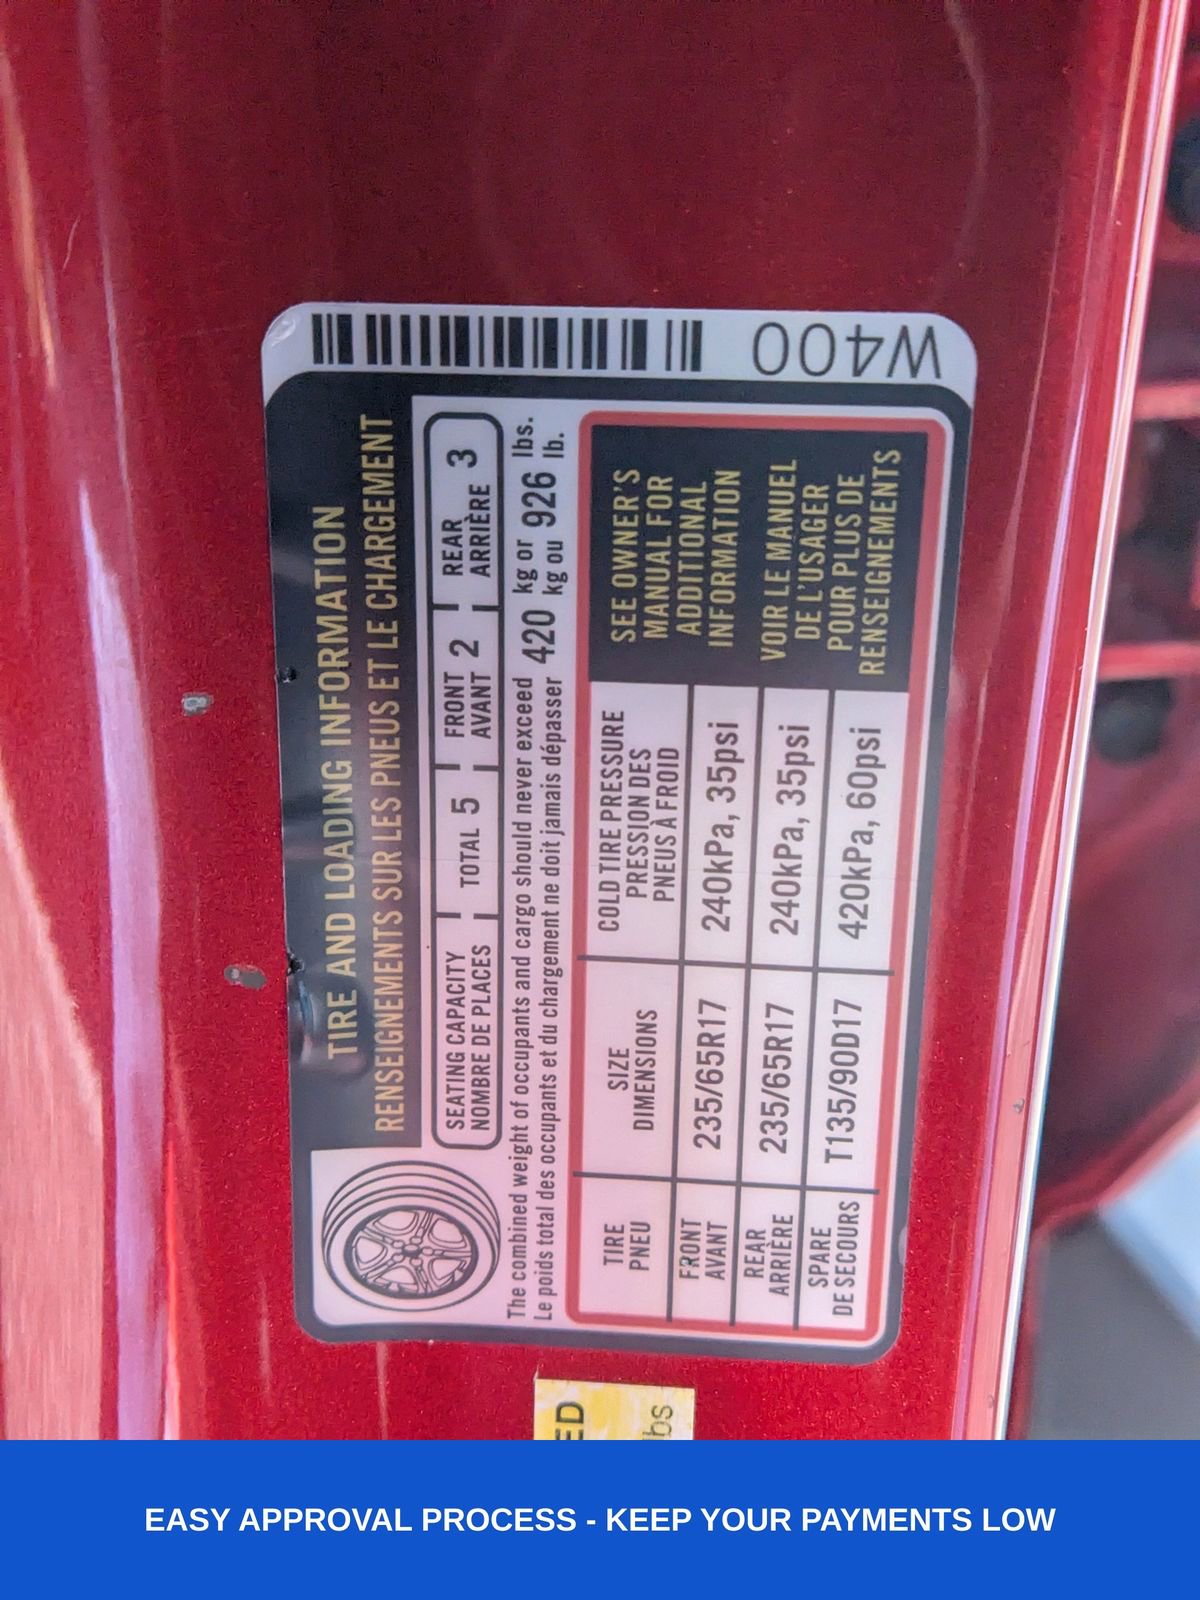 TIRE AND LOADING INFORMATION
RENSEIGNEMENTS SUR LES PNEUS ET LE CHARGEMENT
SEATING CAPACITY
NOMBRE DE PLACES
TOTAL 5
FRONT
AVANT 2
REAR
ARRIÈRE 3
The combined weight of occupants and cargo should never exceed 420 kg or 926 lbs.
Le poids total des occupants et du chargement ne doit jamais dépasser kg ou lb.
TIRE
PNEU
SIZE
DIMENSIONS
COLD TIRE PRESSURE
PRESSION DES
PNEUS À FROID
FRONT
AVANT
235/65R17
240kPa, 35psi
REAR
ARRIÈRE
235/65R17
240kPa, 35psi
SPARE
DE SECOURS
T135/90D17
420kPa, 60psi
SEE OWNER'S
MANUAL FOR
ADDITIONAL
INFORMATION
VOIR LE MANUEL
DE L'USAGER
POUR PLUS DE
RENSEIGNEMENTS
W400
ED
lbs
EASY APPROVAL PROCESS - KEEP YOUR PAYMENTS LOW